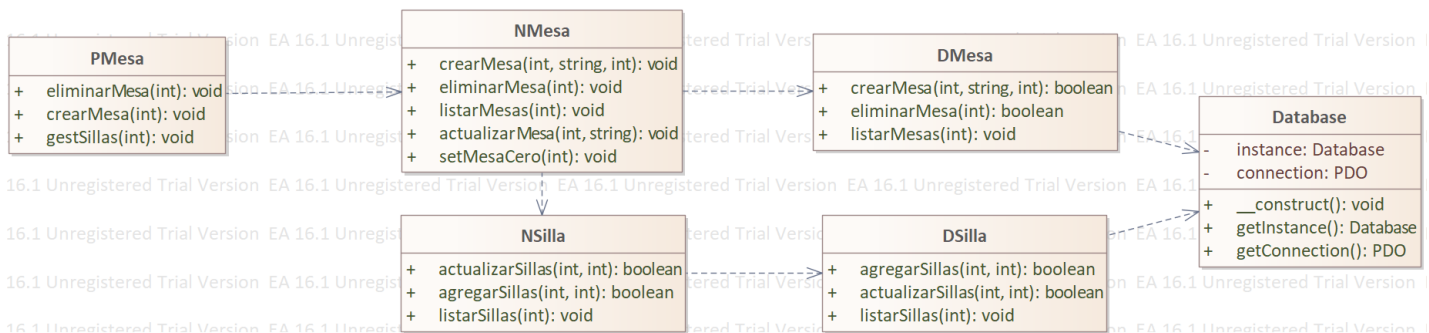 PMesa
+ eliminarMesa(int): void
+ crearMesa(int): void
+ gestSillas(int): void
NMesa
+ crearMesa(int, string, int): void
+ eliminarMesa(int): void
+ listarMesas(int): void
+ actualizarMesa(int, string): void
+ setMesaCero(int): void
DMesa
+ crearMesa(int, string, int): boolean
+ eliminarMesa(int): boolean
+ listarMesas(int): void
Database
- instance: Database
- connection: PDO
+ __construct(): void
+ getInstance(): Database
+ getConnection(): PDO
NSilla
+ actualizarSillas(int, int): boolean
+ agregarSillas(int, int): boolean
+ listarSillas(int): void
DSilla
+ agregarSillas(int, int): boolean
+ actualizarSillas(int, int): boolean
+ listarSillas(int): void
16.1 Unregistered Trial Version EA 16.1 Unregistered Trial Version EA 16.1 Unregistered Trial Version EA 16.1